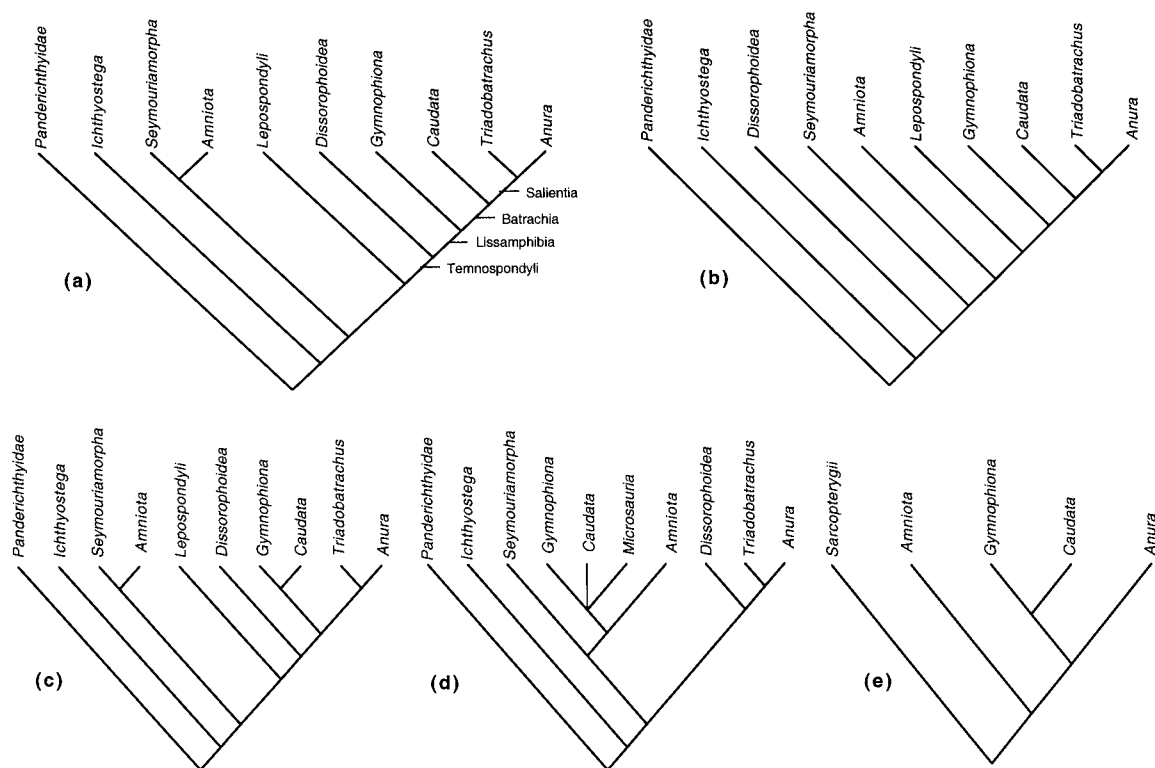 Panderichthyidae
Ichthyostega
Seymouriamorpha
Amniota
Lepospondyli
Dissorophoidea
Gymnophiona
Caudata
Triadobatrachus
Anura
Salientia
Batrachia
Lissamphibia
Temnospondyli
(a)
Panderichthyidae
Ichthyostega
Dissorophoidea
Seymouriamorpha
Amniota
Lepospondyli
Gymnophiona
Caudata
Triadobatrachus
Anura
(b)
Panderichthyidae
Ichthyostega
Seymouriamorpha
Amniota
Lepospondyli
Dissorophoidea
Gymnophiona
Caudata
Triadobatrachus
Anura
(c)
Panderichthyidae
Ichthyostega
Seymouriamorpha
Gymnophiona
Caudata
Microsauria
Amniota
Dissorophoidea
Triadobatrachus
Anura
(d)
Sarcopterygii
Amniota
Gymnophiona
Caudata
Anura
(e)